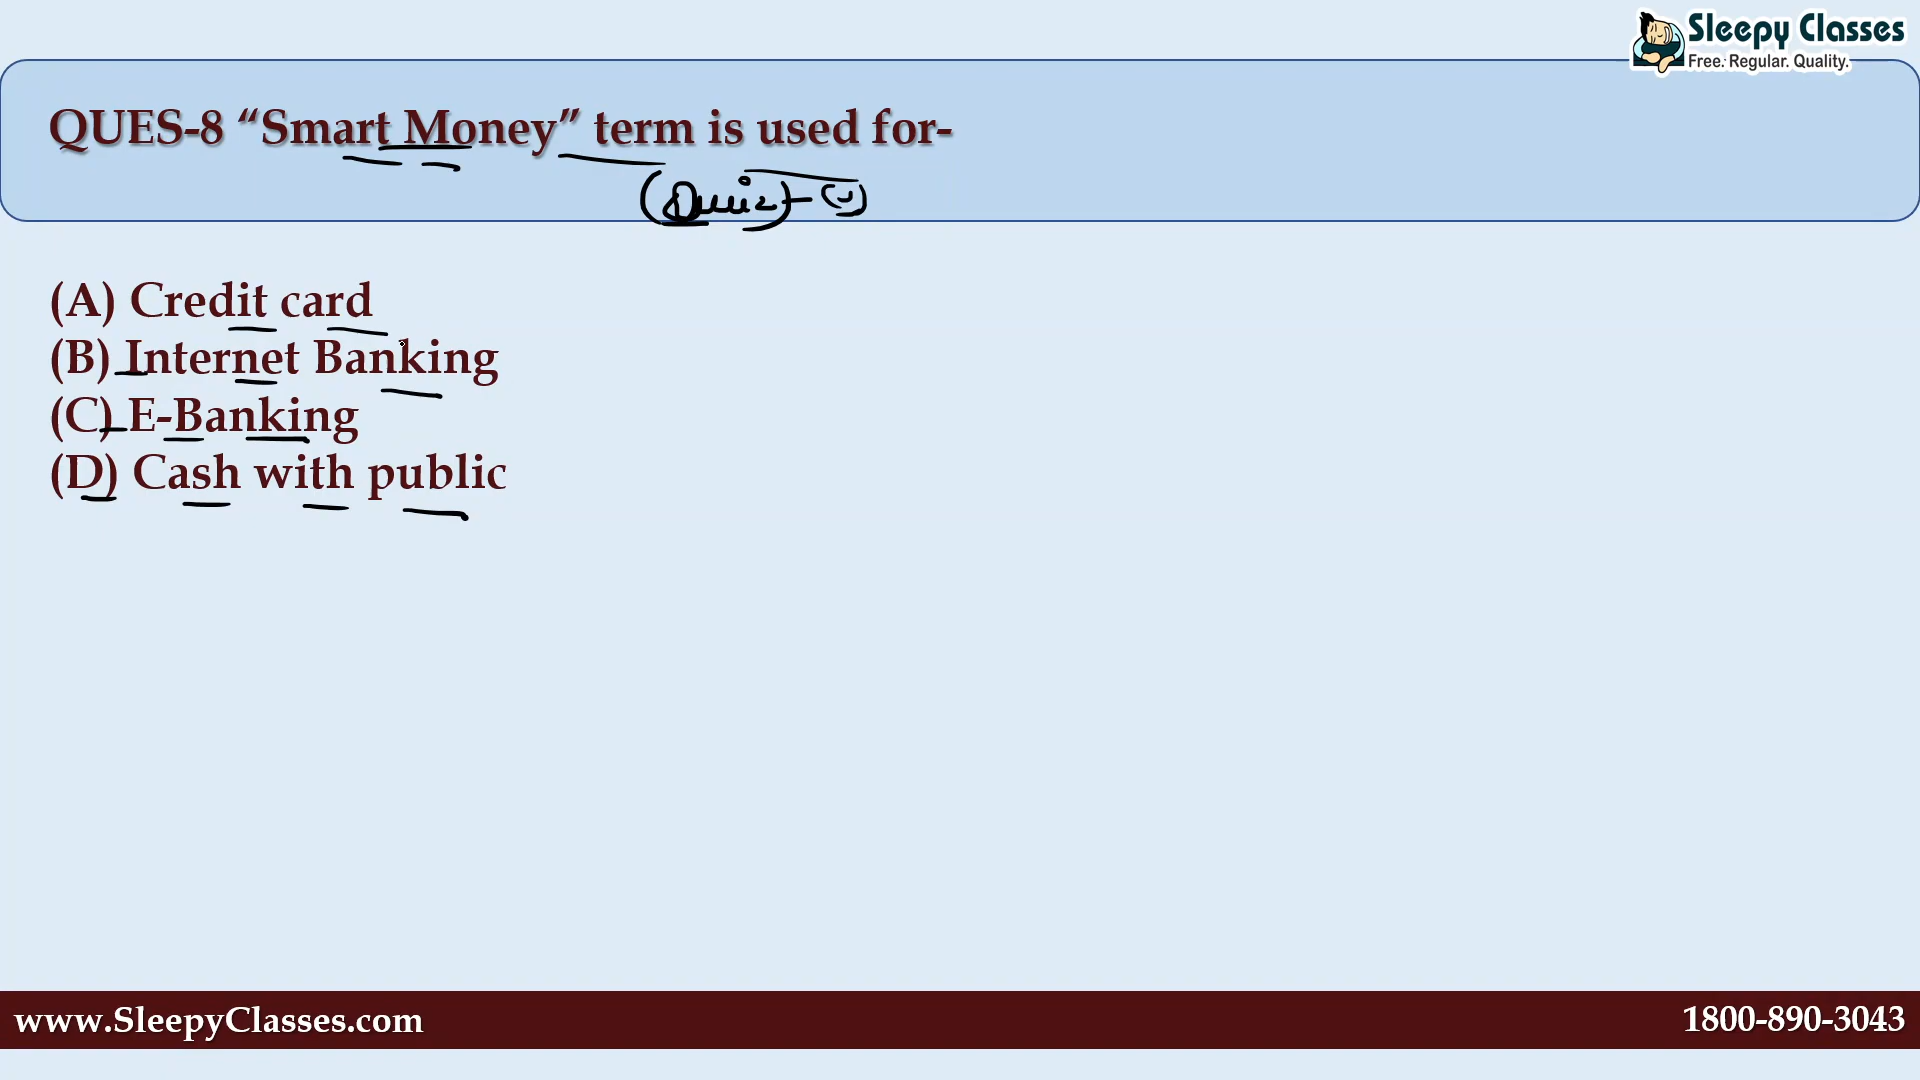 Sleepy Classes
Free. Regular. Quality.
QUES-8 “Smart Money” term is used for-
(Quiz)-
(A) Credit card
(B) Internet Banking
(C) E-Banking
(D) Cash with public
www.SleepyClasses.com
1800-890-3043